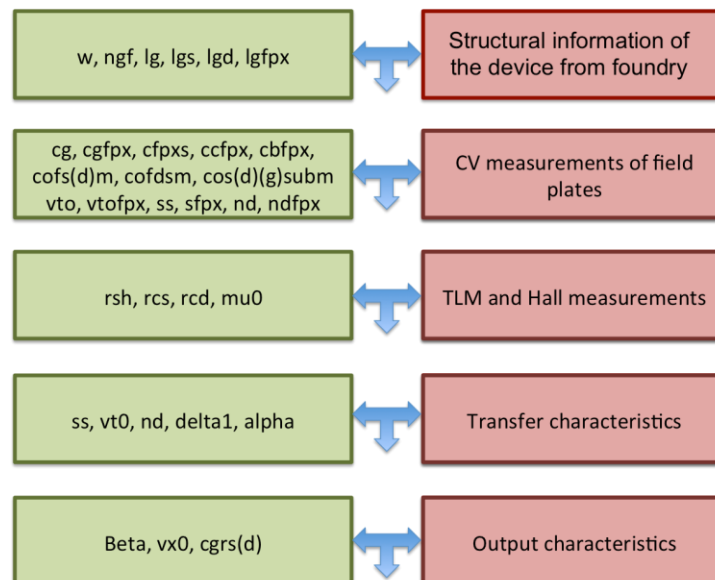 w, ngf, lg, lgs, lgd, lgfpx
Structural information of
the device from foundry
cg, cgfpx, cfpxs, ccfpx, cbfpx,
cofs(d)m, cofdsm, cos(d)(g)subm
vto, vtofpx, ss, sfpx, nd, ndfpx
CV measurements of field
plates
rsh, rcs, rcd, mu0
TLM and Hall measurements
ss, vt0, nd, delta1, alpha
Transfer characteristics
Beta, vx0, cgrs(d)
Output characteristics